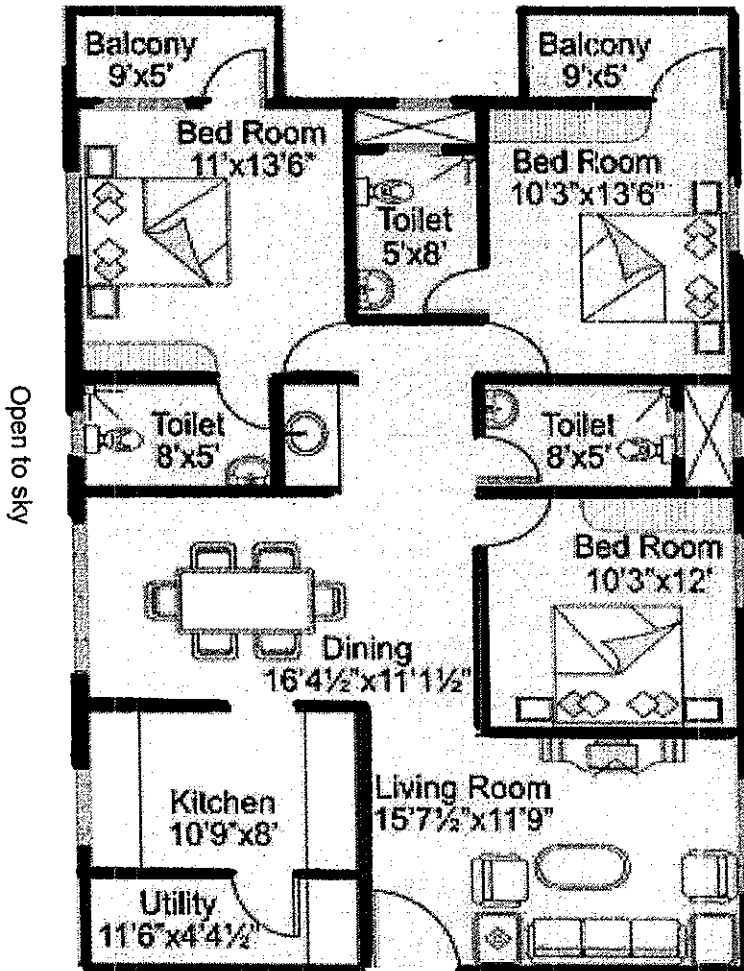 Balcony
9'x5'
Balcony
9'x5'
Bed Room
11'x13'6"
Bed Room
10'3"x13'6"
Toilet
5'x8'
Open to sky
Toilet
8'x5'
Toilet
8'x5'
Bed Room
10'3"x12'
Dining
16'4½"x11'1½"
Kitchen
10'9"x8'
Living Room
15'7½"x11'9"
Utility
11'6"x4'4½"